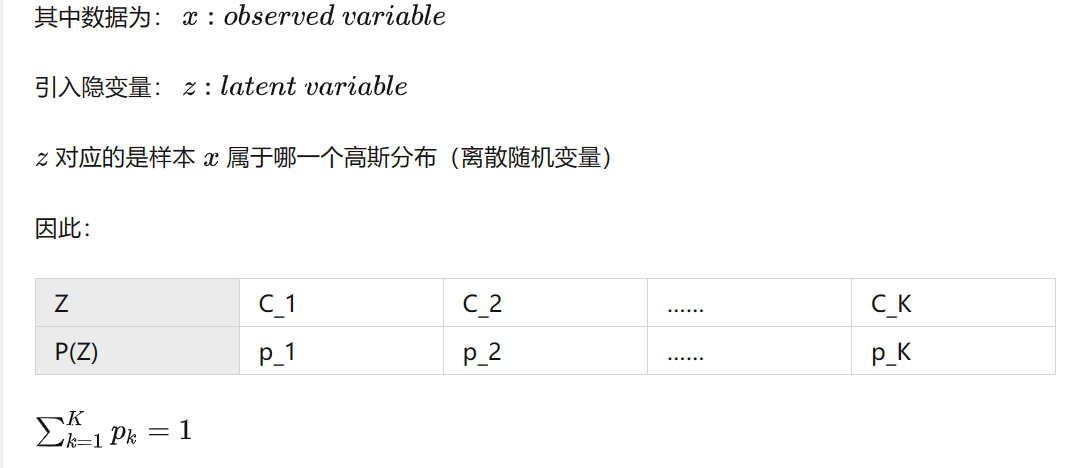 其中数据为： x : observed variable
引入隐变量： z : latent variable
z 对应的是样本 x 属于哪一个高斯分布（离散随机变量）
因此：
Z C_1 C_2 …… C_K
P(Z) p_1 p_2 …… p_K
∑_{k=1}^{K} p_k = 1